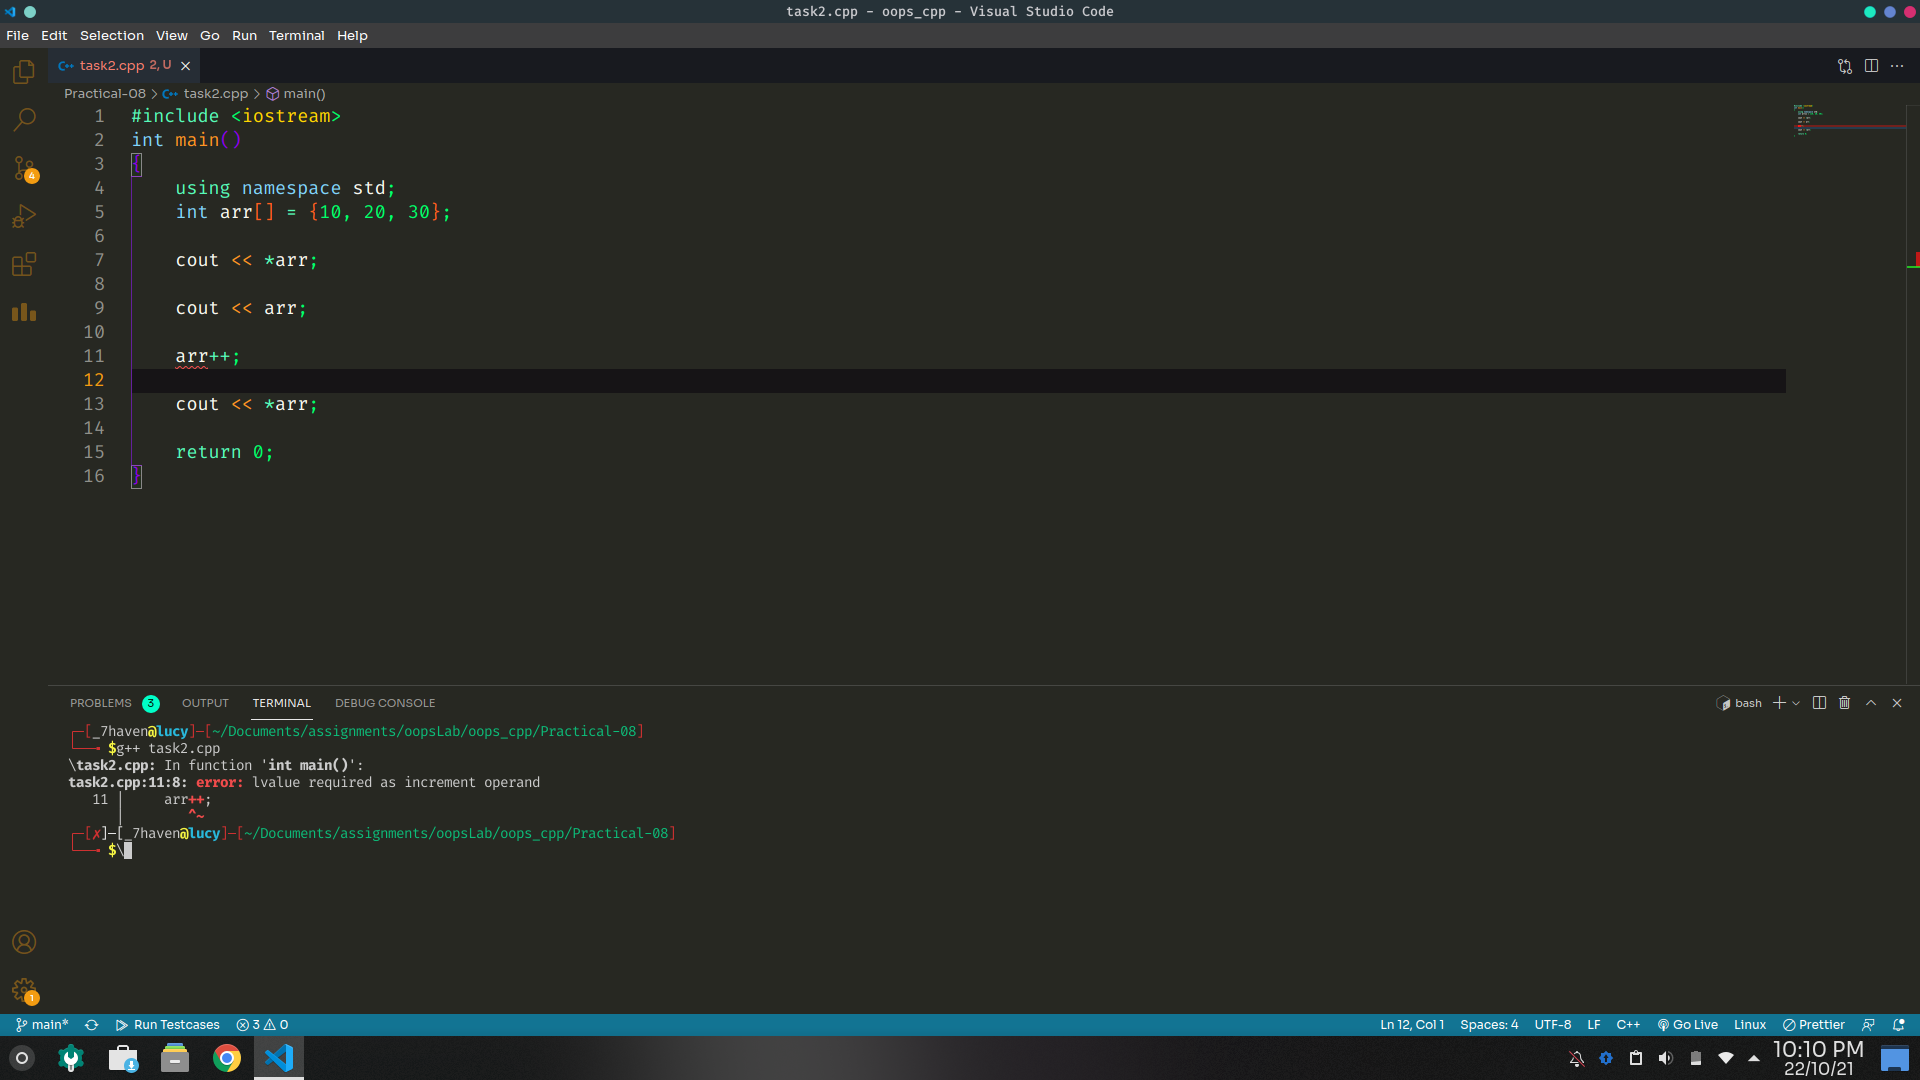 task2.cpp - oops_cpp - Visual Studio Code
File Edit Selection View Go Run Terminal Help
task2.cpp 2, U
Practical-08 > task2.cpp > main()
1 #include <iostream>
2 int main()
3 {
4 using namespace std;
5 int arr[] = {10, 20, 30};
6
7 cout << *arr;
8
9 cout << arr;
10
11 arr++;
12
13 cout << *arr;
14
15 return 0;
16 }
4
1
PROBLEMS 3 OUTPUT TERMINAL DEBUG CONSOLE bash
[_7haven@lucy]-[~/Documents/assignments/oopsLab/oops_cpp/Practical-08]
$g++ task2.cpp
\task2.cpp: In function 'int main()':
task2.cpp:11:8: error: lvalue required as increment operand
11 | arr++;
| ^~
[✗]-[_7haven@lucy]-[~/Documents/assignments/oopsLab/oops_cpp/Practical-08]
$\
main* Run Testcases 3 0 Ln 12, Col 1 Spaces: 4 UTF-8 LF C++ Go Live Linux Prettier
10:10 PM
22/10/21